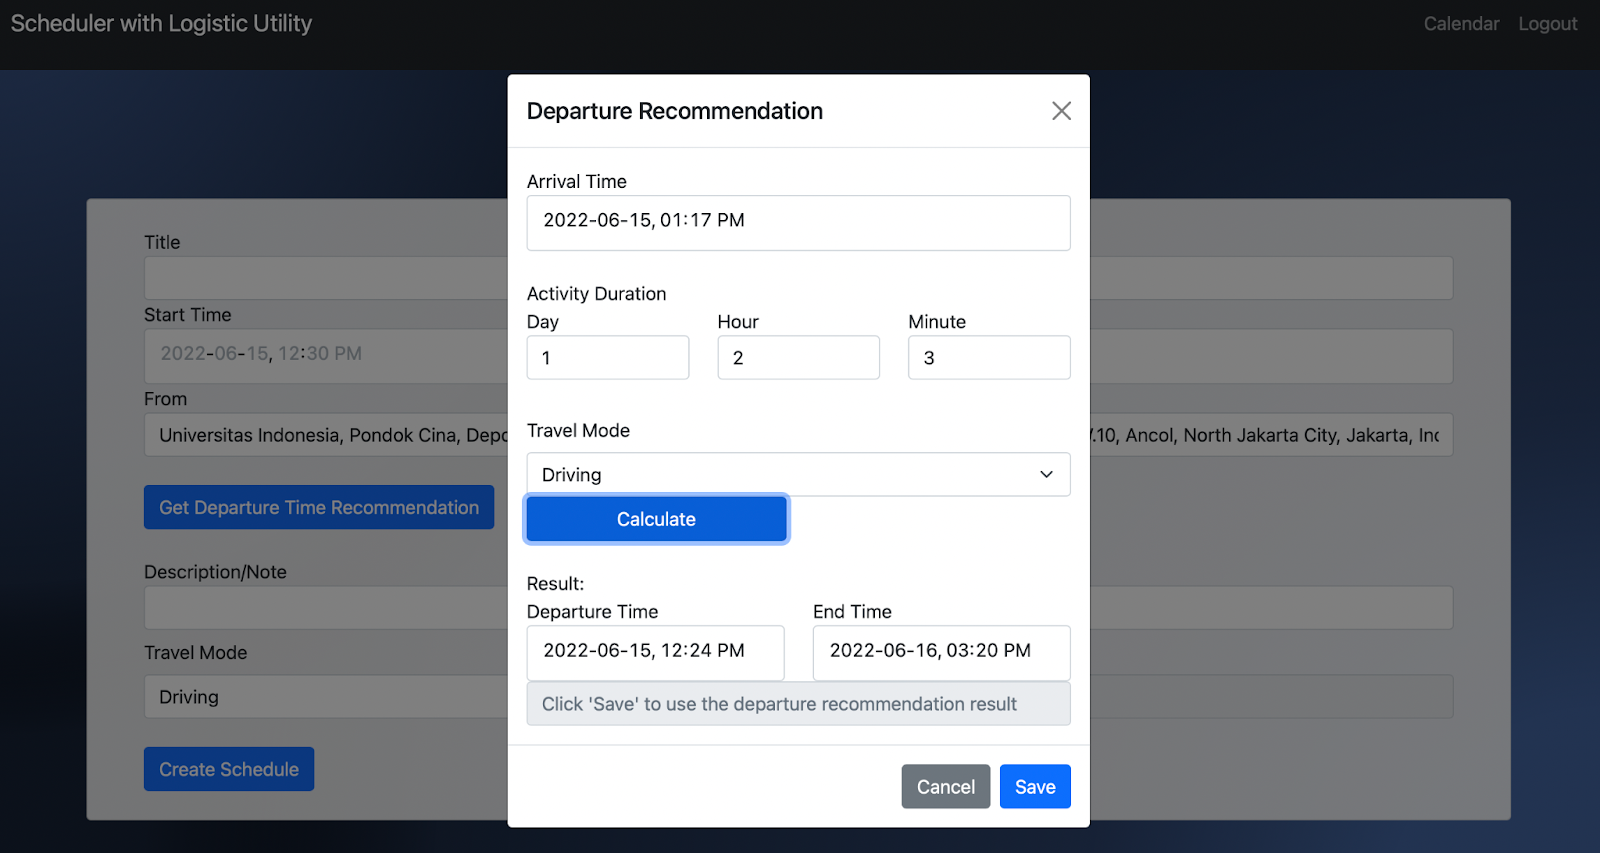 Scheduler with Logistic Utility
Calendar Logout
Departure Recommendation
Arrival Time
2022-06-15, 01:17 PM
Activity Duration
Day Hour Minute
1 2 3
Travel Mode
Driving
Calculate
Result:
Departure Time End Time
2022-06-15, 12:24 PM 2022-06-16, 03:20 PM
Click 'Save' to use the departure recommendation result
Cancel Save
Title
Start Time
2022-06-15, 12:30 PM
From
Universitas Indonesia, Pondok Cina, .10, Ancol, North Jakarta City, Jakarta,
Get Departure Time Recommendation
Description/Note
Travel Mode
Driving
Create Schedule